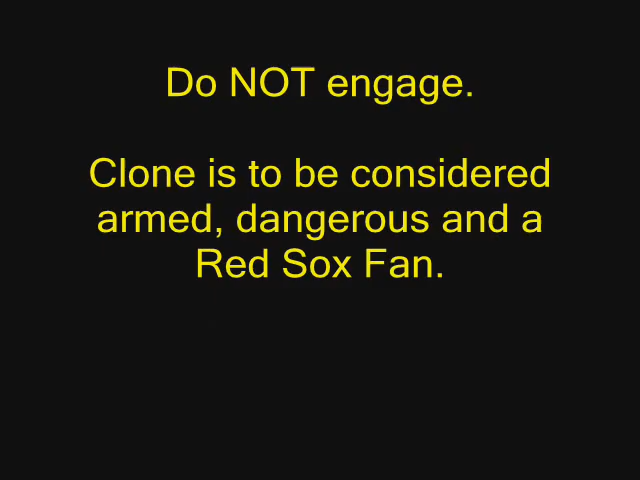 Do NOT engage.
Clone is to be considered
armed, dangerous and a
Red Sox Fan.